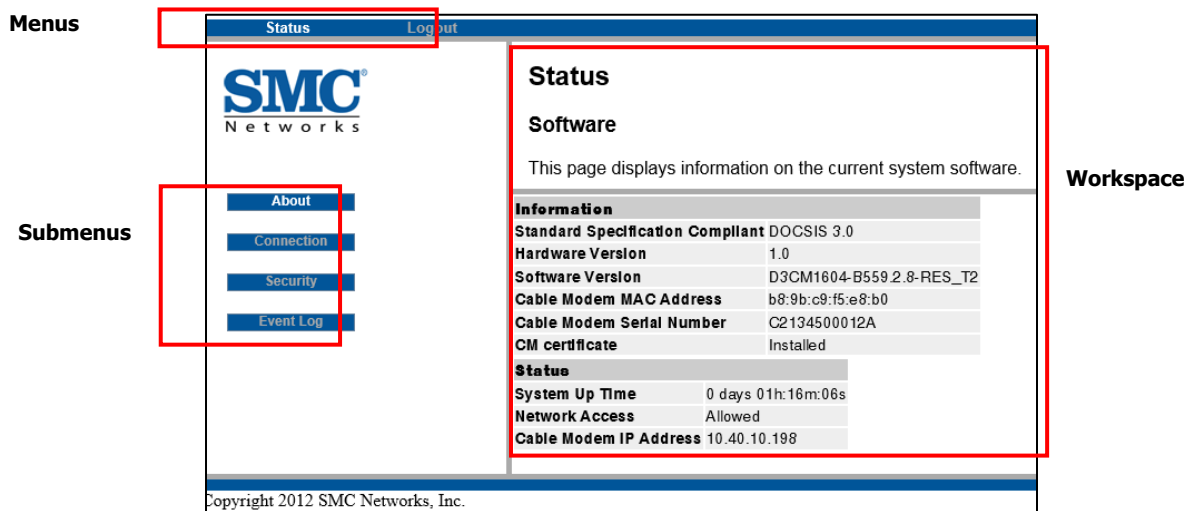 Menus
Status Logout
SMC®
Networks
Status
Software
This page displays information on the current system software.
Workspace
Submenus
About
Connection
Security
Event Log
Information
Standard Specification Compliant DOCSIS 3.0
Hardware Version 1.0
Software Version D3CM1604-B559.2.8-RES_T2
Cable Modem MAC Address b8:9b:c9:f5:e8:b0
Cable Modem Serial Number C2134500012A
CM certificate Installed
Status
System Up Time 0 days 01h:16m:06s
Network Access Allowed
Cable Modem IP Address 10.40.10.198
Copyright 2012 SMC Networks, Inc.